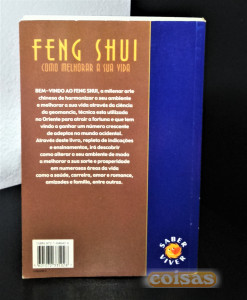 FENG SHUI
COMO MELHORAR A SUA VIDA
BEM-VINDO AO FENG SHUI, a milenar arte
chinesa de harmonizar o seu ambiente
e melhorar a sua vida através da ciência
da geomancia, técnica esta utilizada
no Oriente para atrair a fortuna e que tem
vindo a ganhar um número crescente
de adeptos no mundo ocidental.
Através deste livro, repleto de indicações
e ensinamentos, irá descobrir
como alterar o seu ambiente de modo
a melhorar a sua sorte e prosperidade
em numerosas áreas da vida
como a saúde, carreira, amor e romance,
amizades e família, entre outras.
SABER
VIVER
coisas